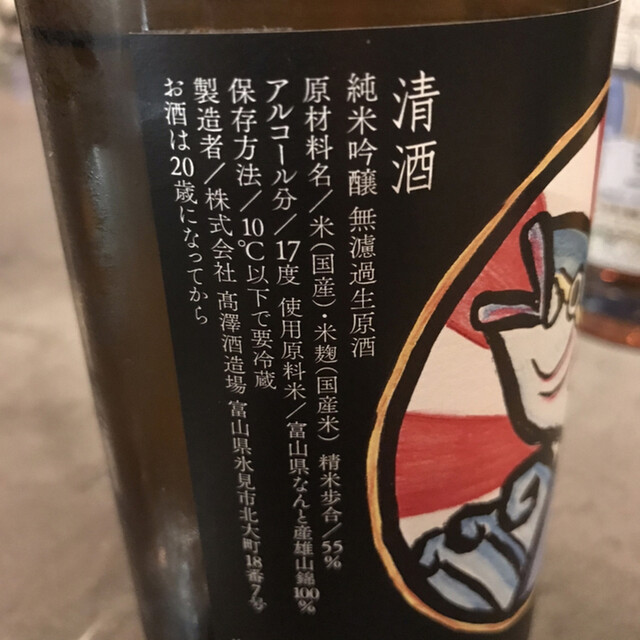 清酒
純米吟醸 無濾過生原酒
原材料名／米(国産)・米麹(国産米) 精米歩合／55%
アルコール分／17度 使用原料米／富山県なんと産雄山錦100%
保存方法／10℃以下で要冷蔵
製造者／株式会社 髙澤酒造場 富山県氷見市北大町18番7号
お酒は20歳になってから